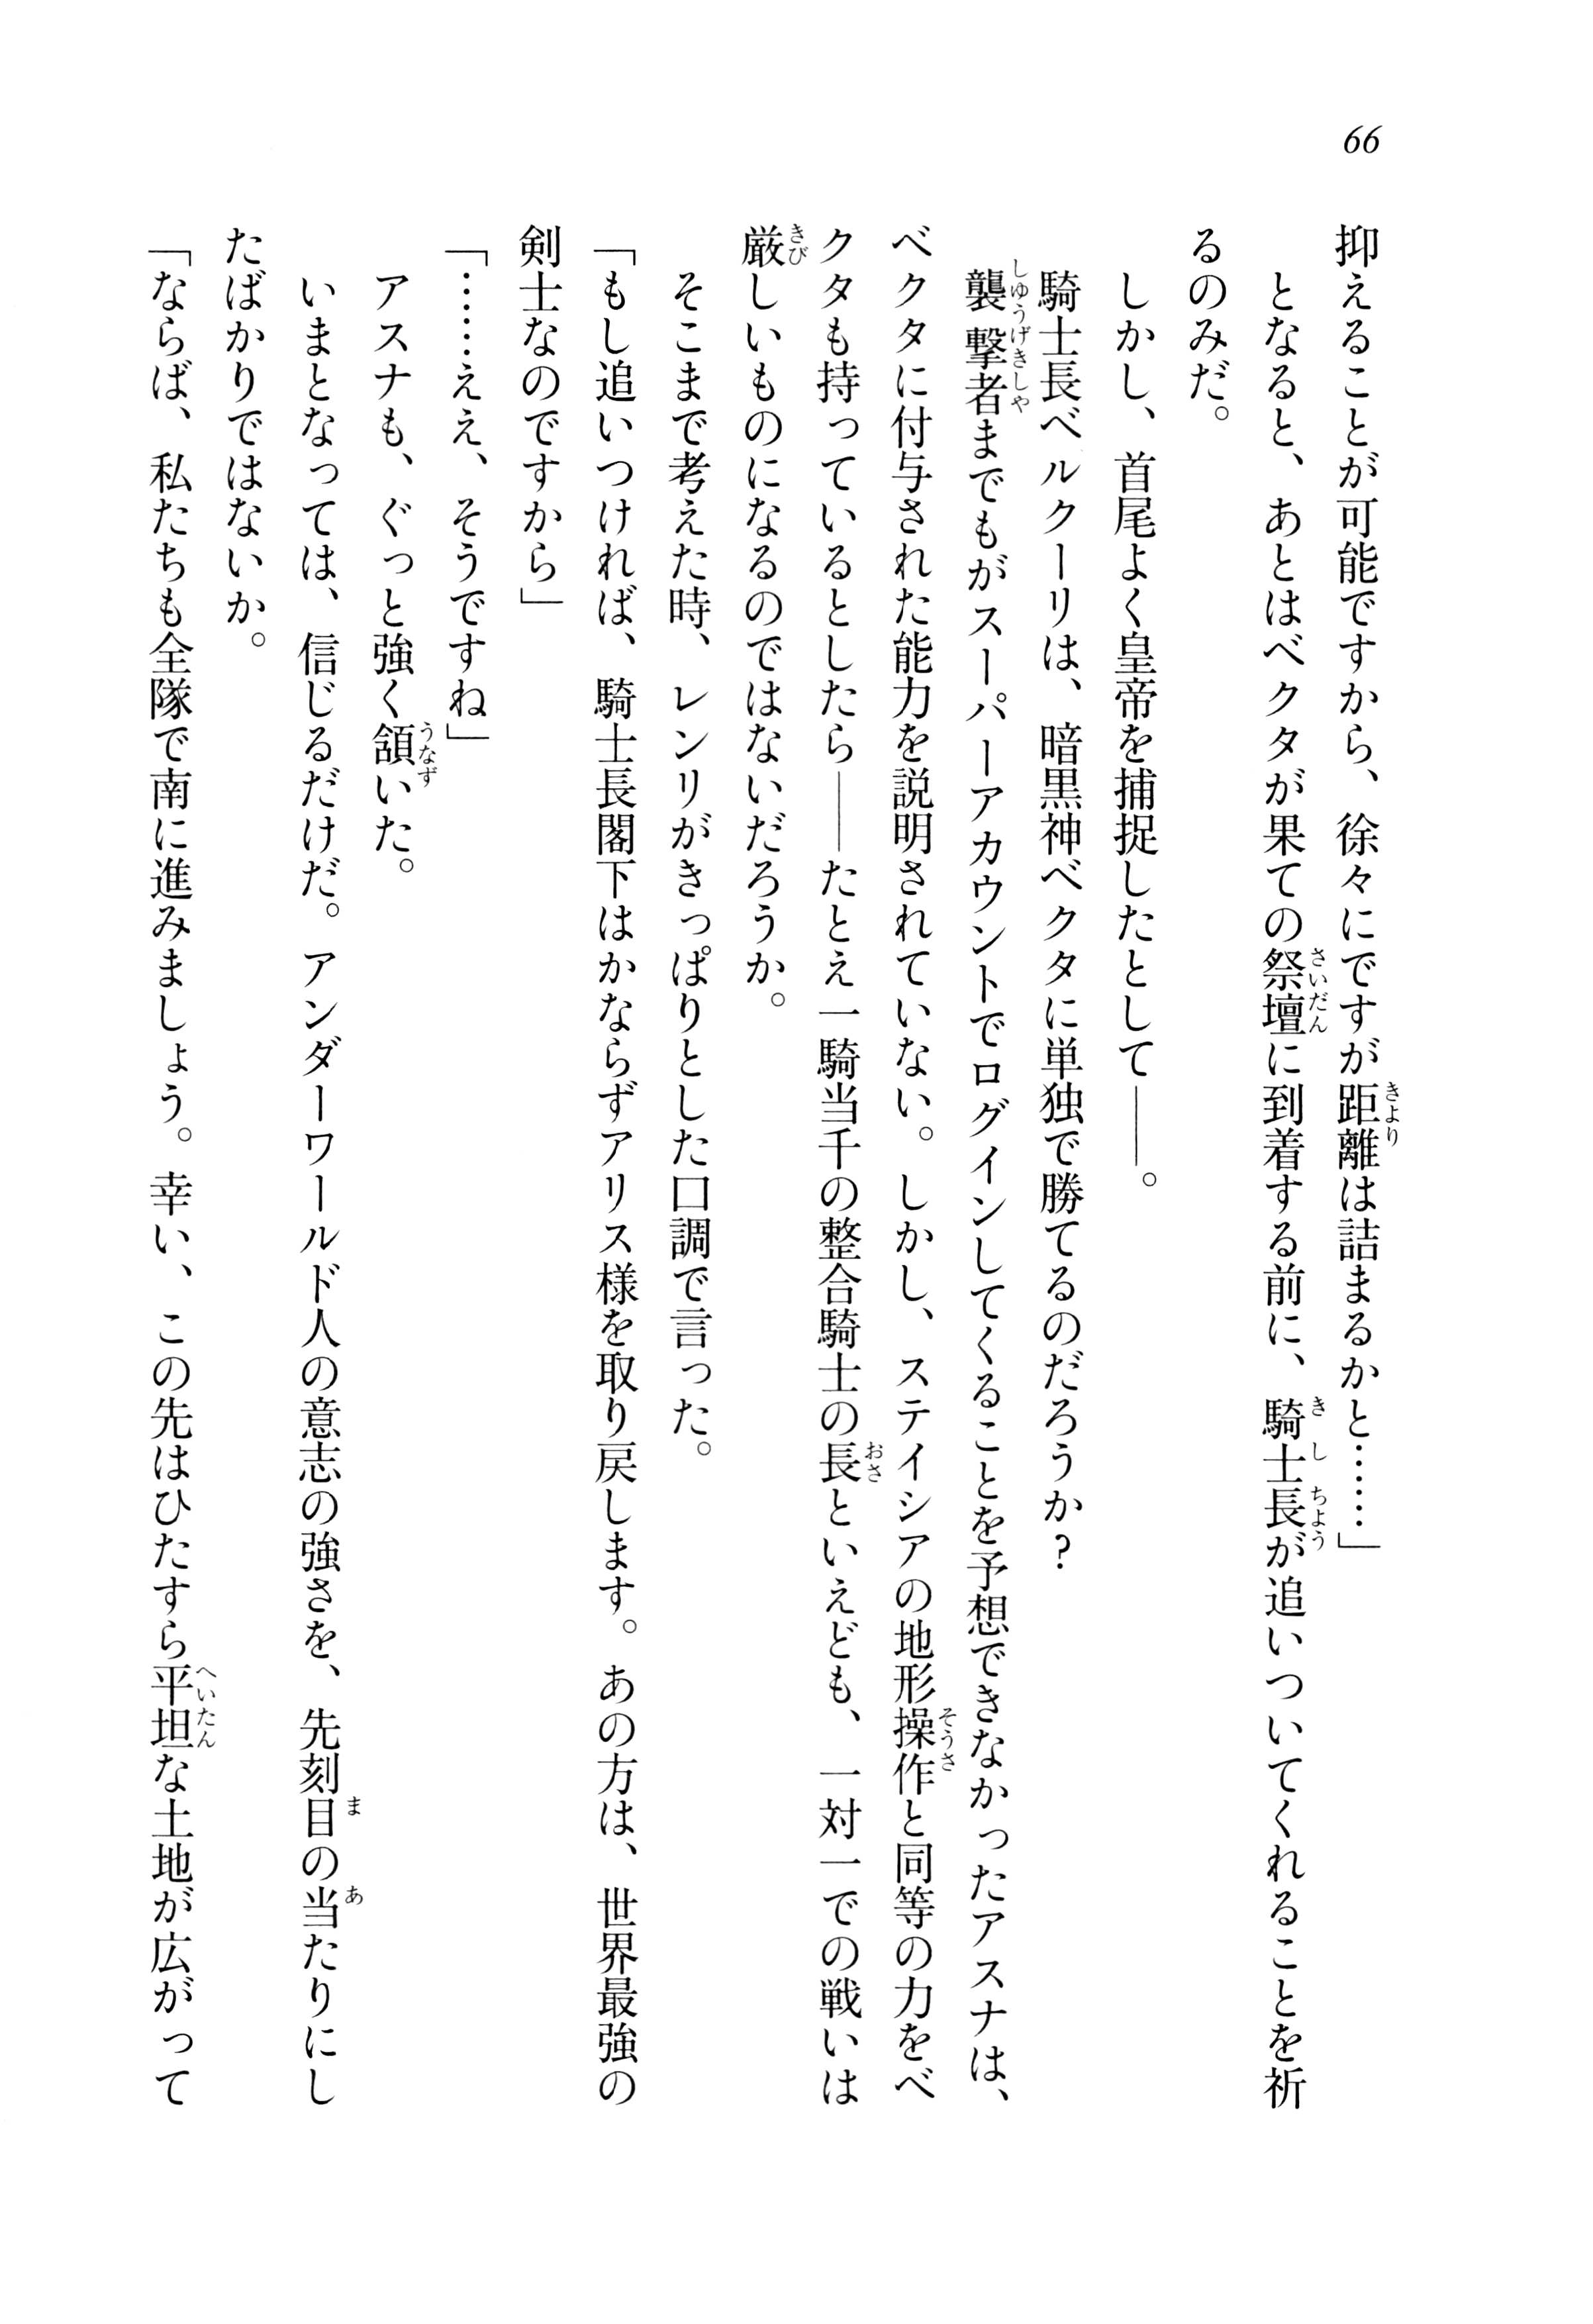 66
抑えることが可能ですから、徐々にですが距離は詰まるかと……」
となると、あとはベクタが果ての祭壇に到着する前に、騎士長が追いついてくれることを祈
るのみだ。
しかし、首尾よく皇帝を捕捉したとして――。
騎士長ベルクーリは、暗黒神ベクタに単独で勝てるのだろうか?
襲撃者までもがスーパーアカウントでログインしてくることを予想できなかったアスナは、
ベクタに付与された能力を説明されていない。しかし、ステイシアの地形操作と同等の力をベ
クタも持っているとしたら――たとえ一騎当千の整合騎士の長といえども、一対一での戦いは
厳しいものになるのではないだろうか。
そこまで考えた時、レンリがきっぱりとした口調で言った。
「もし追いつければ、騎士長閣下はかならずアリス様を取り戻します。あの方は、世界最強の
剣士なのですから」
「……ええ、そうですね」
アスナも、ぐっと強く頷いた。
いまとなっては、信じるだけだ。アンダーワールド人の意志の強さを、先刻目の当たりにし
たばかりではないか。
「ならば、私たちも全隊で南に進みましょう。幸い、この先はひたすら平坦な土地が広がって